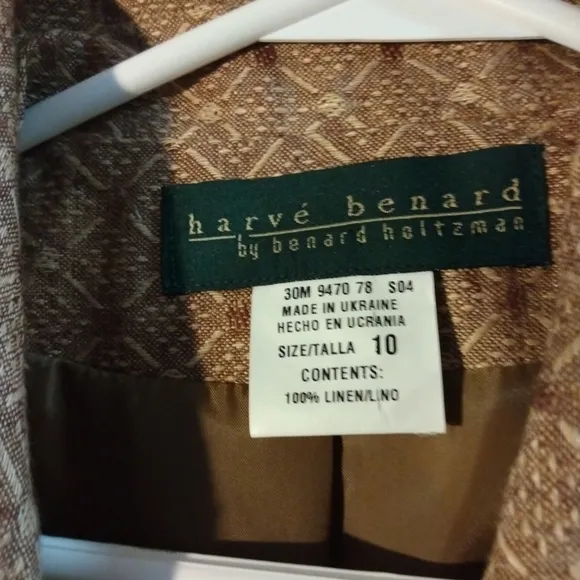 harvé benard
by benard holtzman
30M 9470 78 S04
MADE IN UKRAINE
HECHO EN UCRANIA
SIZE/TALLA 10
CONTENTS:
100% LINEN/LINO